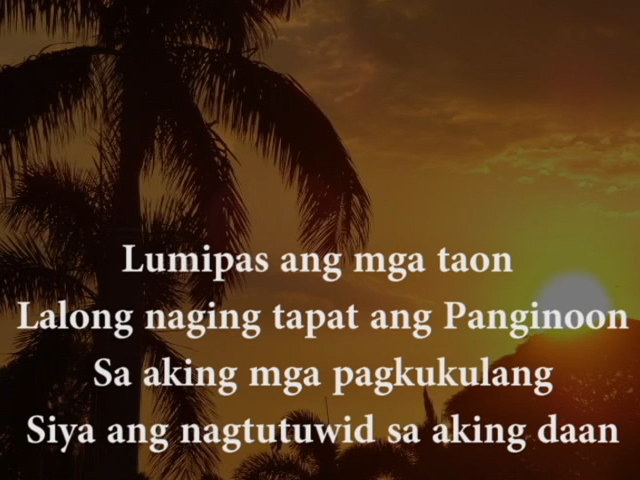 Lumipas ang mga taon
Lalong naging tapat ang Panginoon
Sa aking mga pagkukulang
Siya ang nagtutuwid sa aking daan